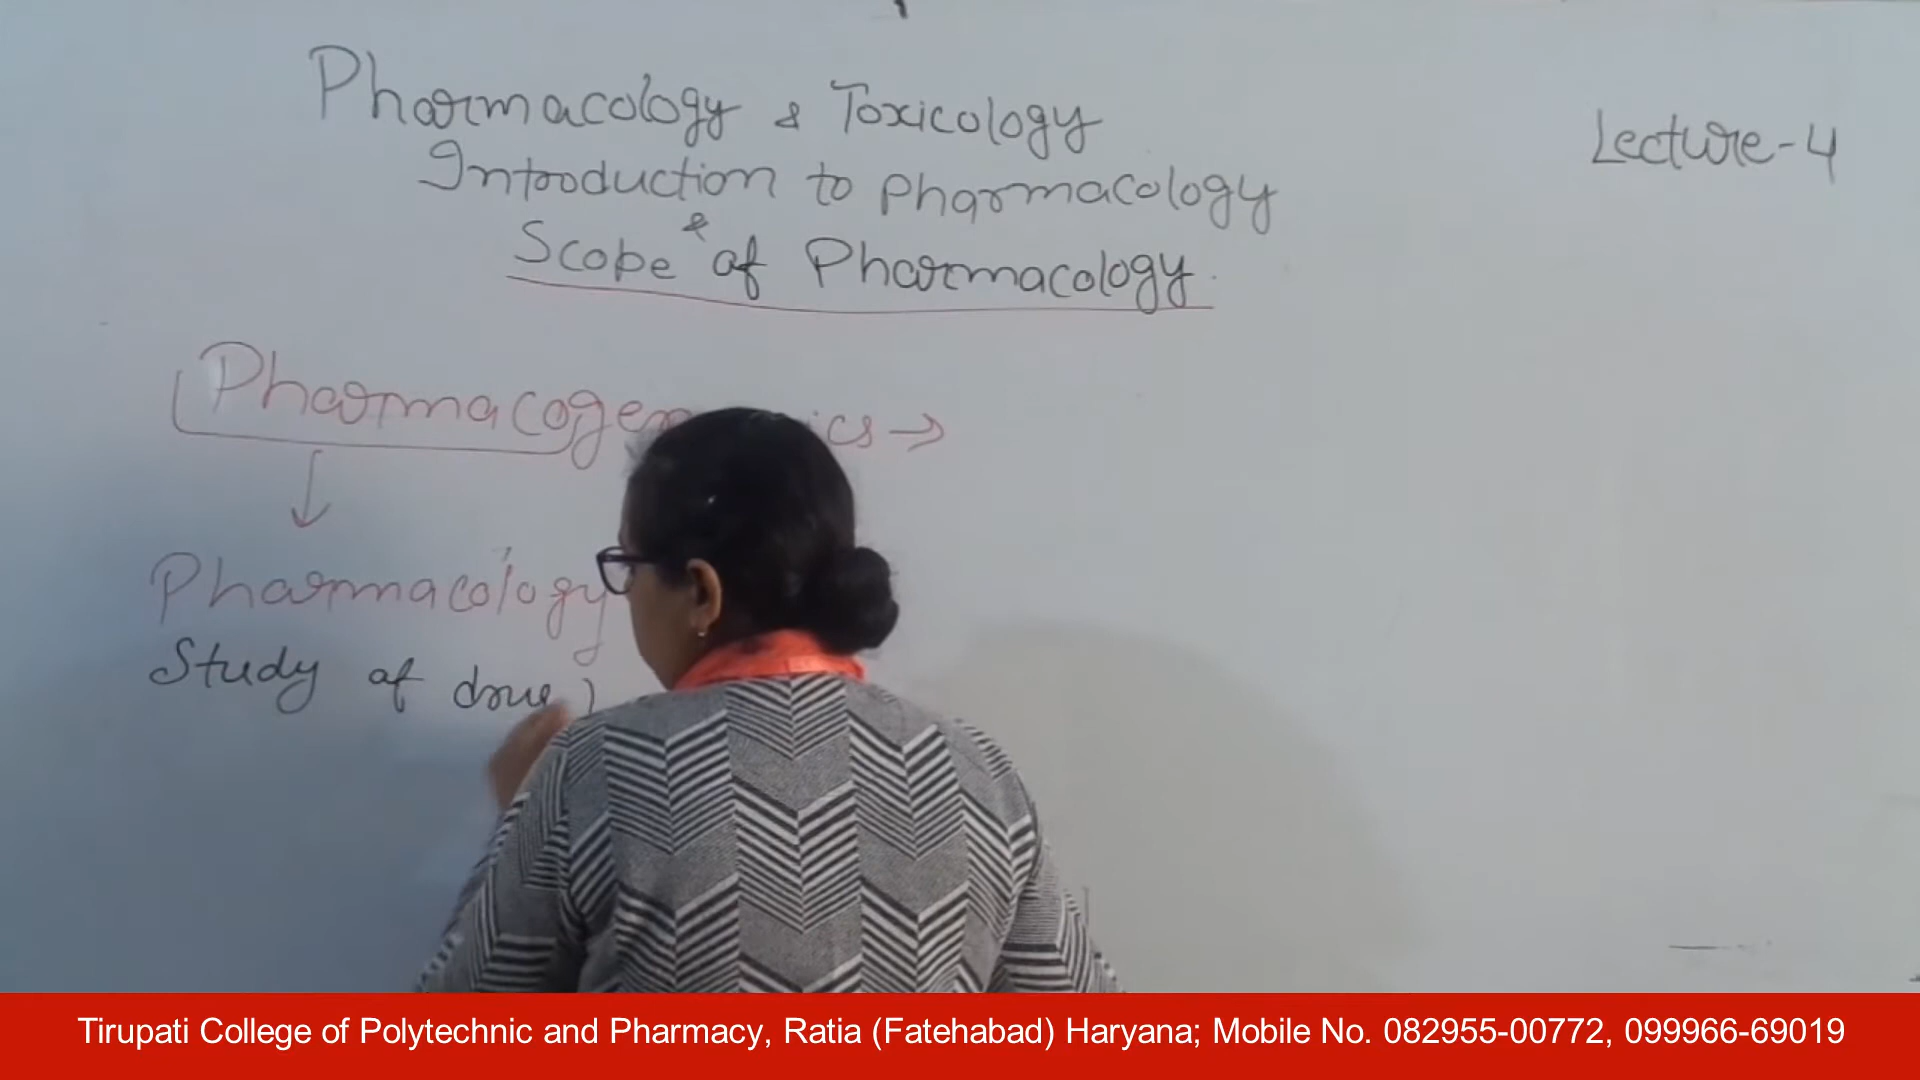 Pharmacology & Toxicology
Lecture-4
Introduction to Pharmacology
&
Scope of Pharmacology.
→
↓
Pharmacology
Study of
Tirupati College of Polytechnic and Pharmacy, Ratia (Fatehabad) Haryana; Mobile No. 082955-00772, 099966-69019